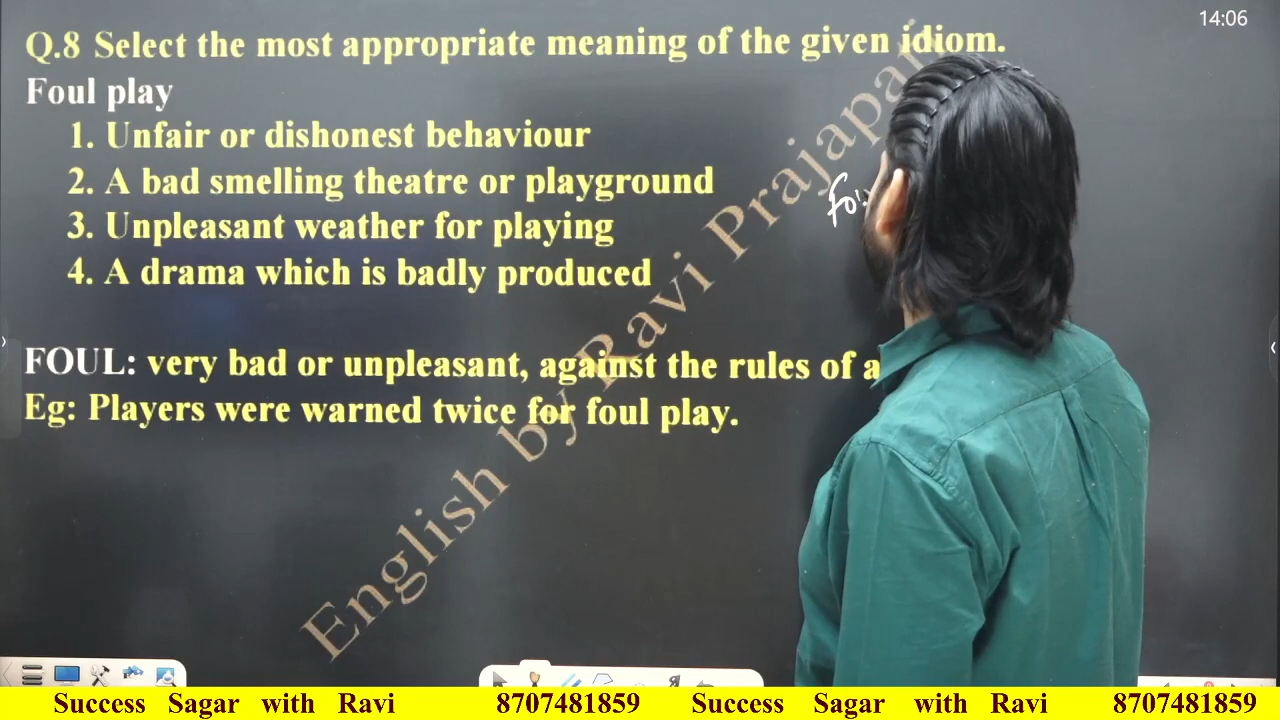 14:06
Q.8 Select the most appropriate meaning of the given idiom.
Foul play
1. Unfair or dishonest behaviour
2. A bad smelling theatre or playground
3. Unpleasant weather for playing
4. A drama which is badly produced
FOUL: very bad or unpleasant, against the rules of a
Eg: Players were warned twice for foul play.
English by Ravi Prajapati
Success Sagar with Ravi 8707481859 Success Sagar with Ravi 8707481859